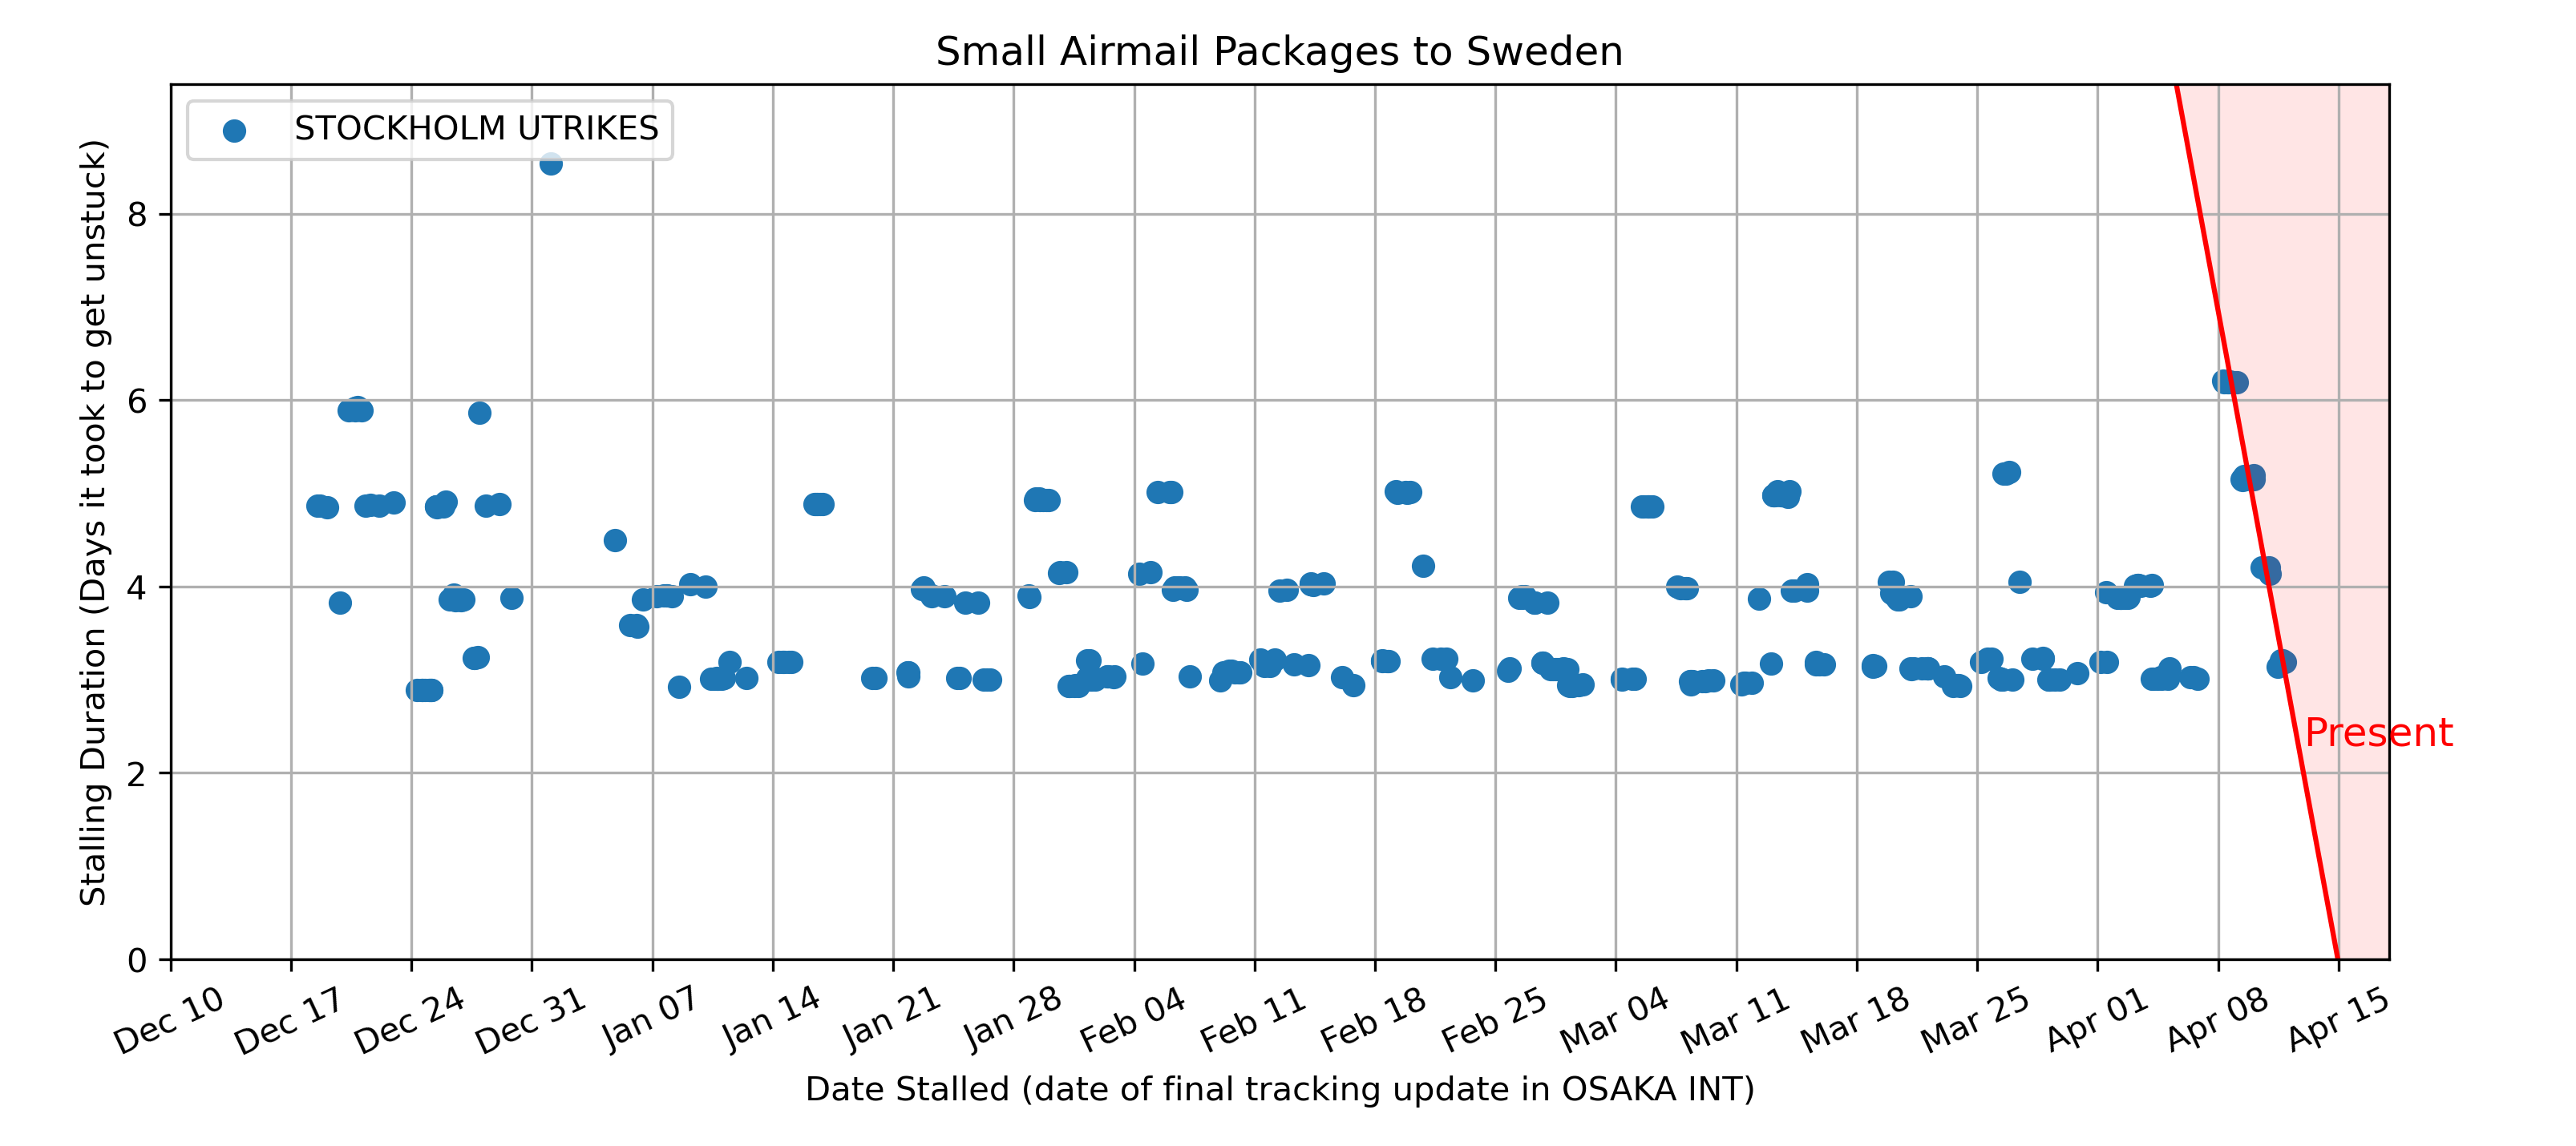 Small Airmail Packages to Sweden
STOCKHOLM UTRIKES
Stalling Duration (Days it took to get unstuck)
8
6
4
2
0
Present
Dec 10 Dec 17 Dec 24 Dec 31 Jan 07 Jan 14 Jan 21 Jan 28 Feb 04 Feb 11 Feb 18 Feb 25 Mar 04 Mar 11 Mar 18 Mar 25 Apr 01 Apr 08 Apr 15
Date Stalled (date of final tracking update in OSAKA INT)